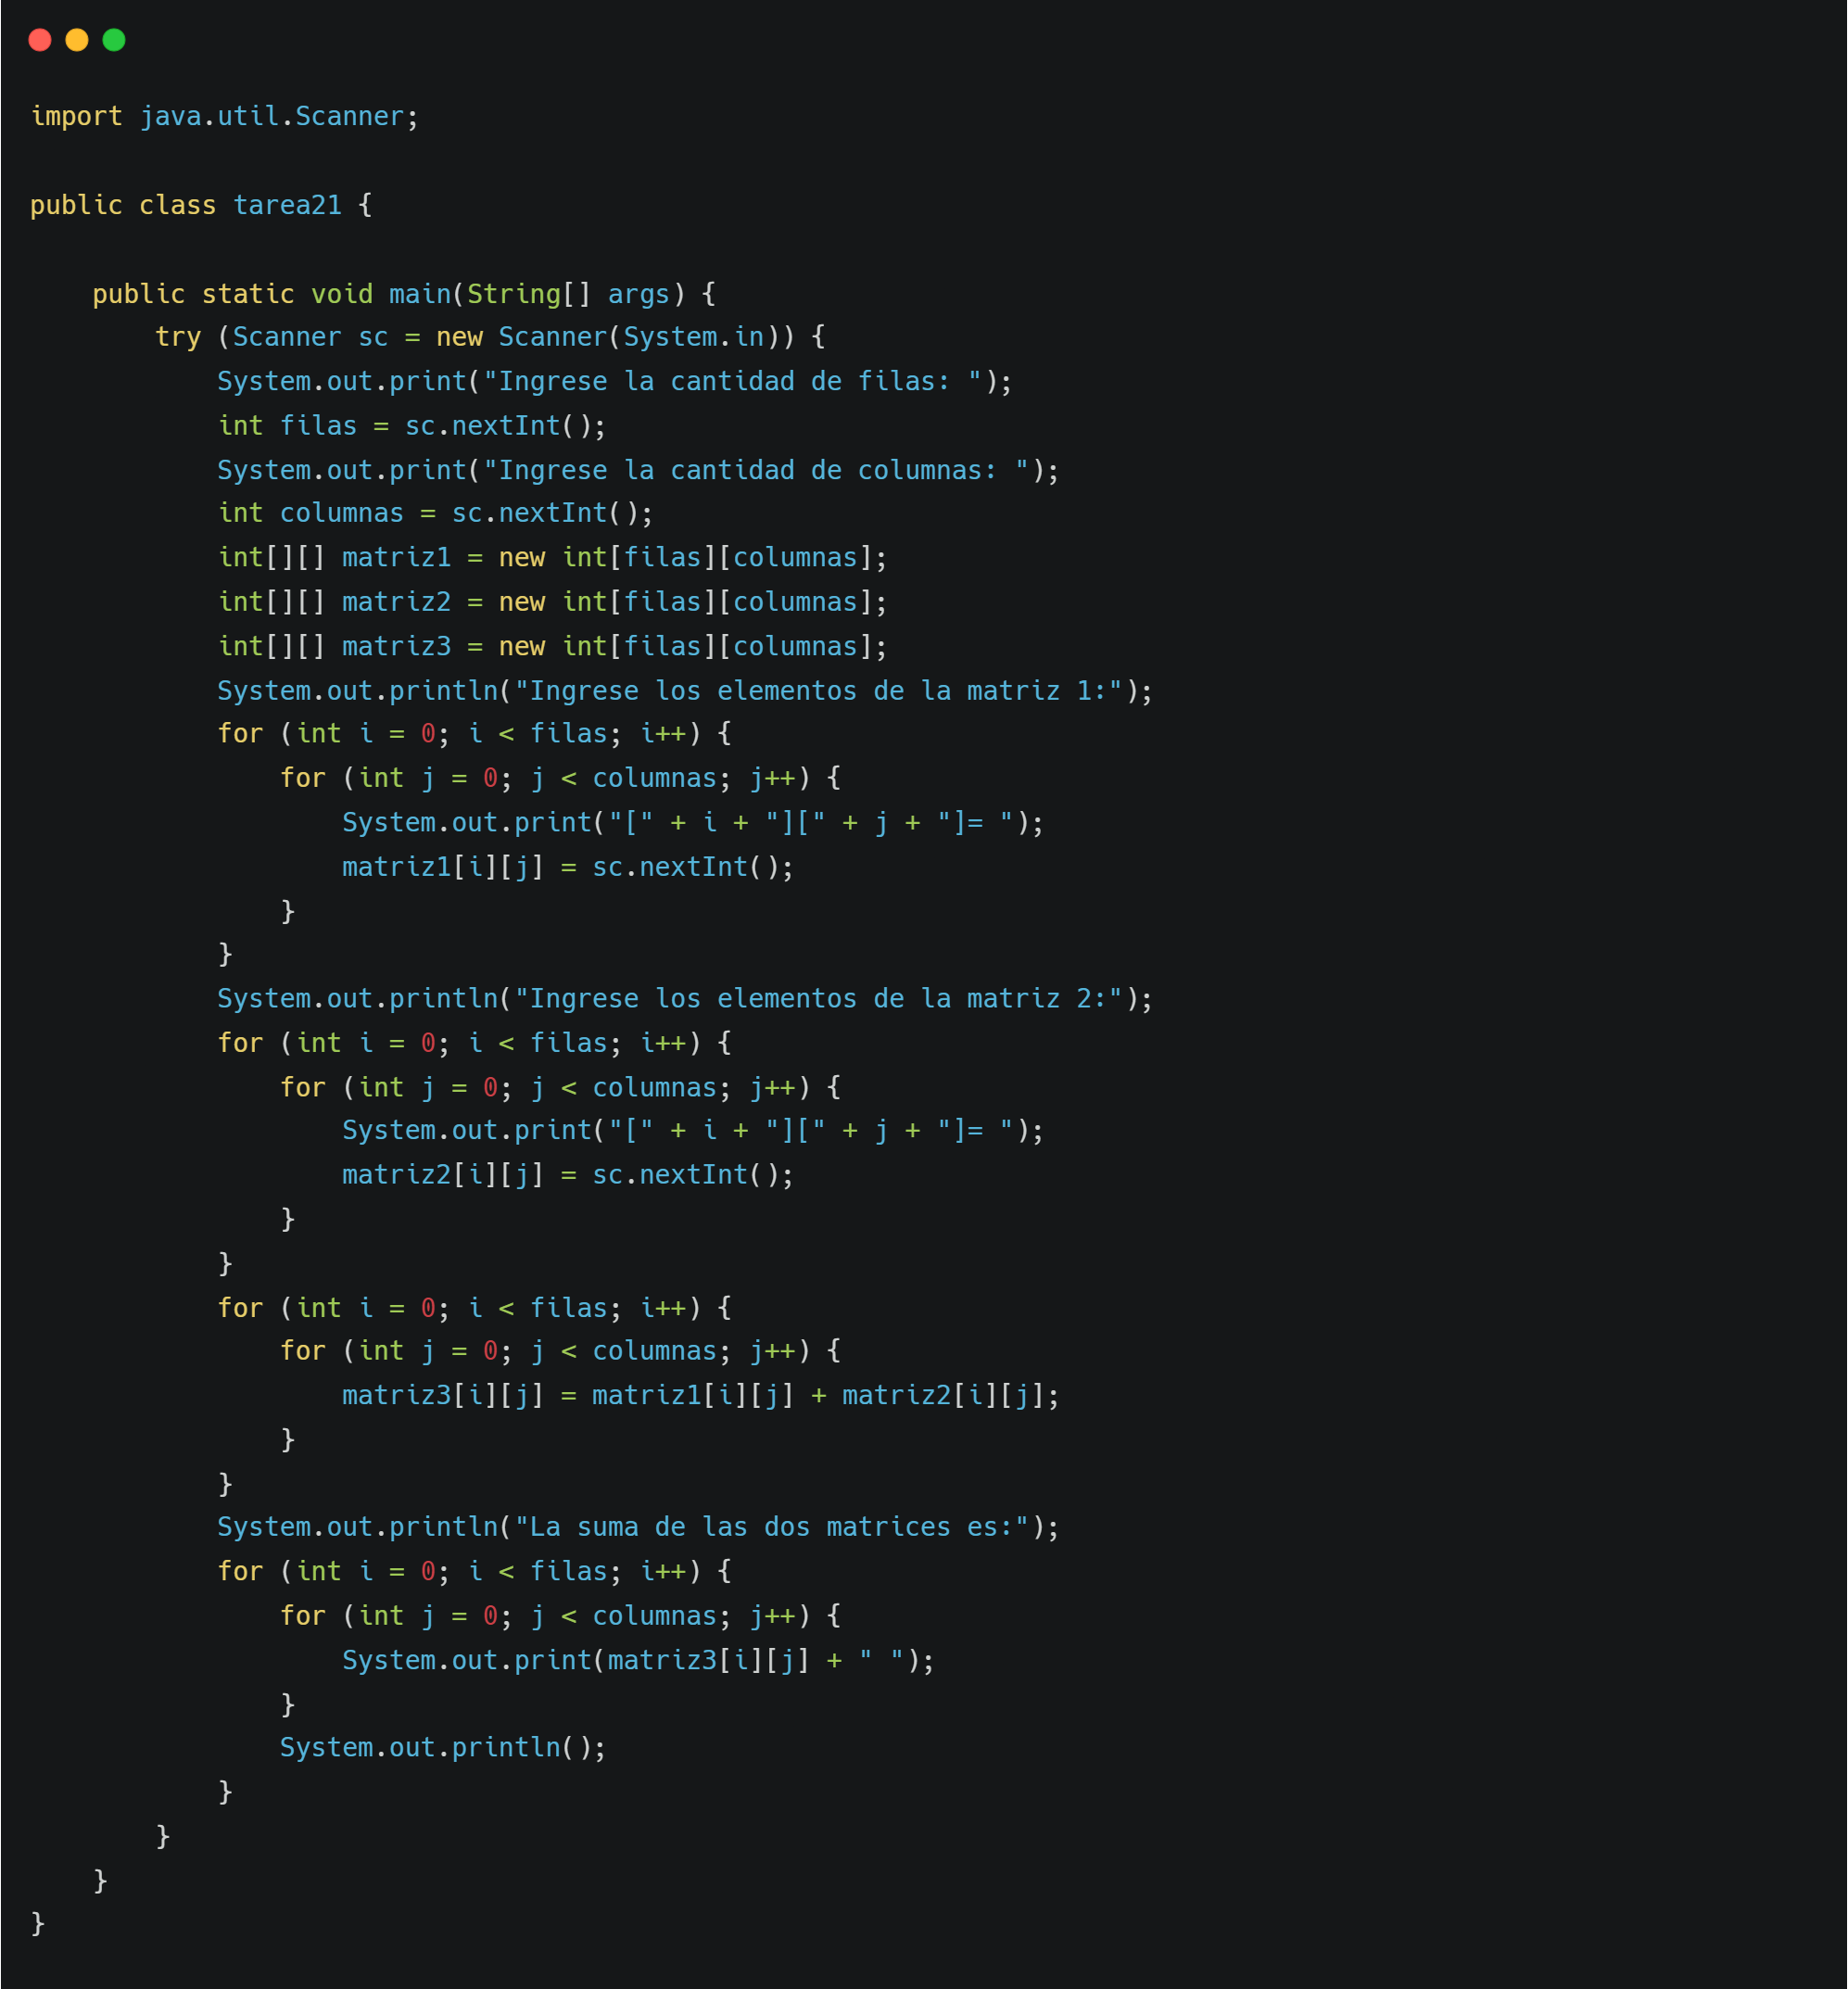 import java.util.Scanner;

public class tarea21 {

    public static void main(String[] args) {
        try (Scanner sc = new Scanner(System.in)) {
            System.out.print("Ingrese la cantidad de filas: ");
            int filas = sc.nextInt();
            System.out.print("Ingrese la cantidad de columnas: ");
            int columnas = sc.nextInt();
            int[][] matriz1 = new int[filas][columnas];
            int[][] matriz2 = new int[filas][columnas];
            int[][] matriz3 = new int[filas][columnas];
            System.out.println("Ingrese los elementos de la matriz 1:");
            for (int i = 0; i < filas; i++) {
                for (int j = 0; j < columnas; j++) {
                    System.out.print("[" + i + "][" + j + "]= ");
                    matriz1[i][j] = sc.nextInt();
                }
            }
            System.out.println("Ingrese los elementos de la matriz 2:");
            for (int i = 0; i < filas; i++) {
                for (int j = 0; j < columnas; j++) {
                    System.out.print("[" + i + "][" + j + "]= ");
                    matriz2[i][j] = sc.nextInt();
                }
            }
            for (int i = 0; i < filas; i++) {
                for (int j = 0; j < columnas; j++) {
                    matriz3[i][j] = matriz1[i][j] + matriz2[i][j];
                }
            }
            System.out.println("La suma de las dos matrices es:");
            for (int i = 0; i < filas; i++) {
                for (int j = 0; j < columnas; j++) {
                    System.out.print(matriz3[i][j] + " ");
                }
                System.out.println();
            }
        }
    }
}